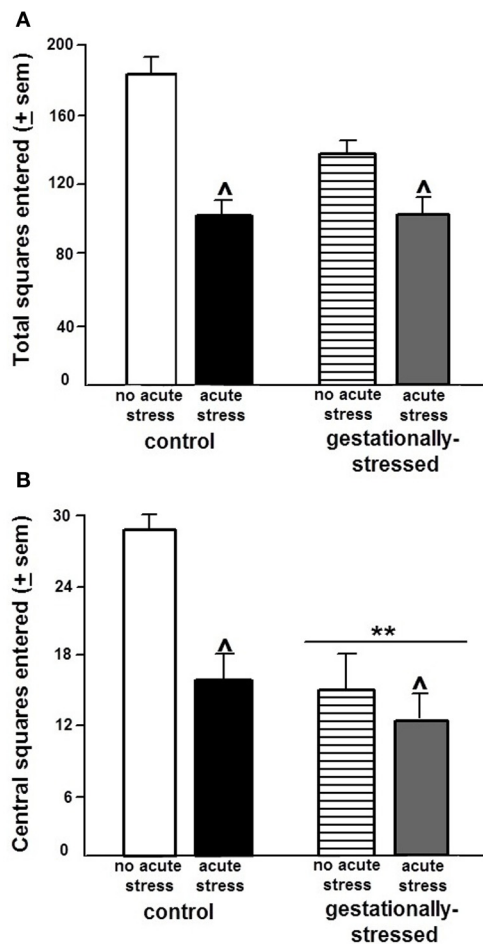 A
Total squares entered (± sem)
200
160
120
80
40
0
^
^
no acute
stress
acute
stress
no acute
stress
acute
stress
control
gestationally-
stressed
B
Central squares entered (± sem)
30
24
18
12
6
0
^
**
^
no acute
stress
acute
stress
no acute
stress
acute
stress
control
gestationally-
stressed